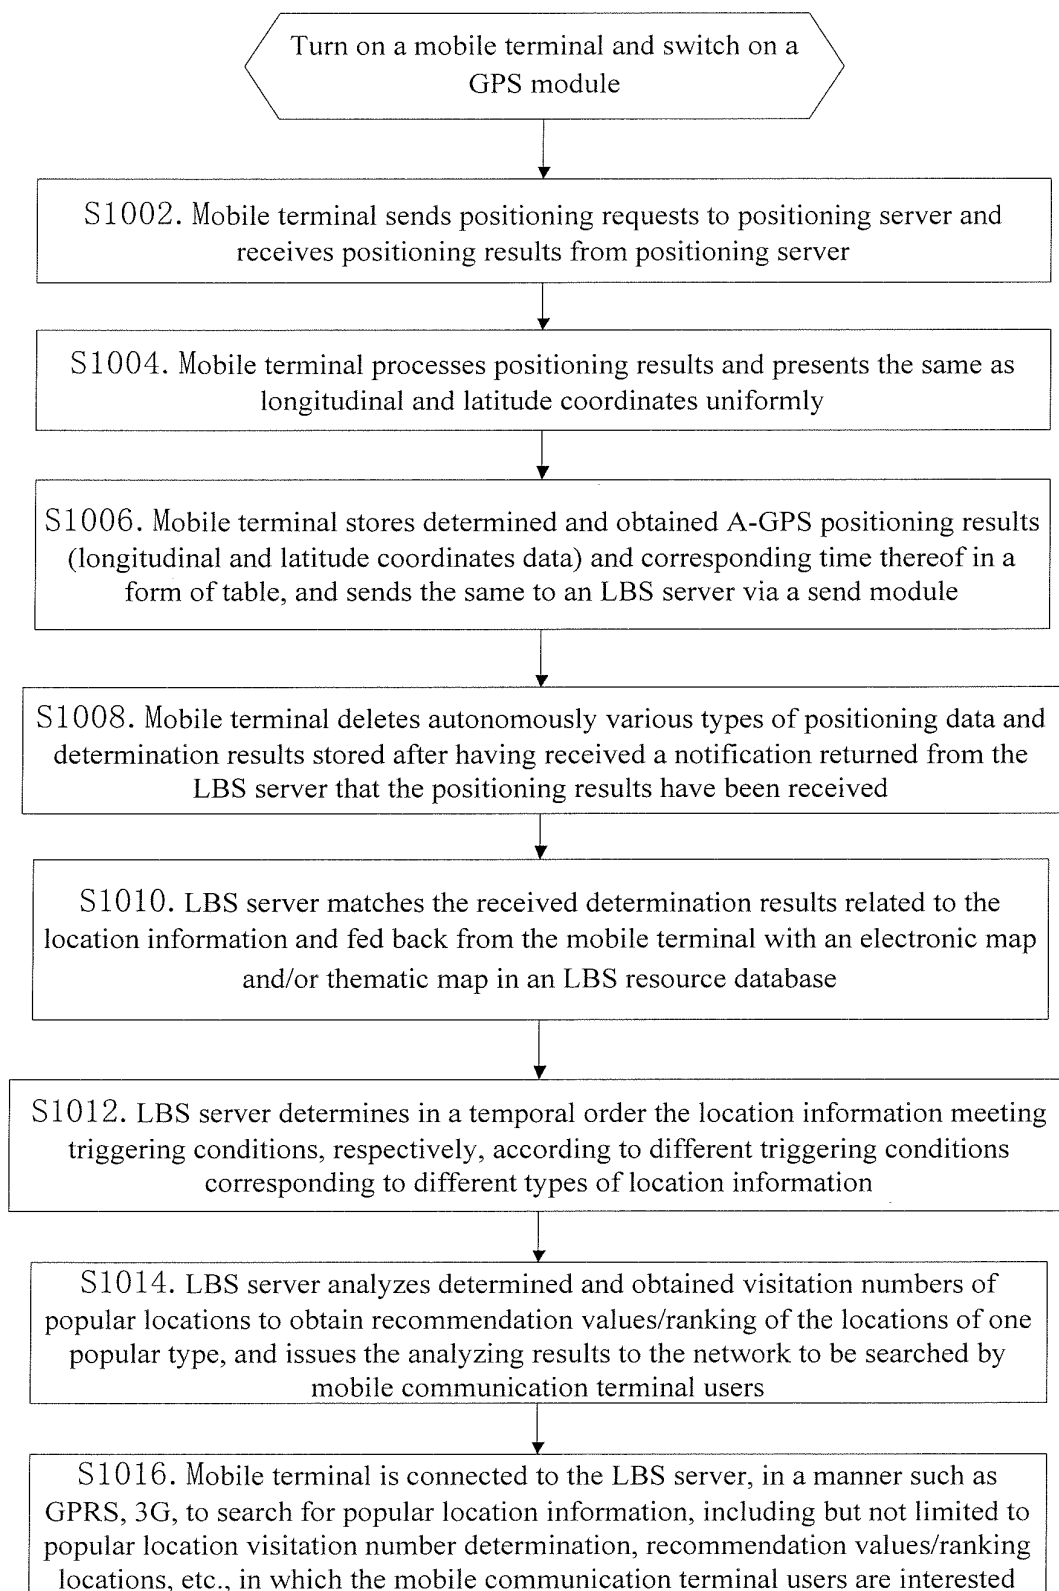 Turn on a mobile terminal and switch on a
GPS module
S1002. Mobile terminal sends positioning requests to positioning server and
receives positioning results from positioning server
S1004. Mobile terminal processes positioning results and presents the same as
longitudinal and latitude coordinates uniformly
S1006. Mobile terminal stores determined and obtained A-GPS positioning results
(longitudinal and latitude coordinates data) and corresponding time thereof in a
form of table, and sends the same to an LBS server via a send module
S1008. Mobile terminal deletes autonomously various types of positioning data and
determination results stored after having received a notification returned from the
LBS server that the positioning results have been received
S1010. LBS server matches the received determination results related to the
location information and fed back from the mobile terminal with an electronic map
and/or thematic map in an LBS resource database
S1012. LBS server determines in a temporal order the location information meeting
triggering conditions, respectively, according to different triggering conditions
corresponding to different types of location information
S1014. LBS server analyzes determined and obtained visitation numbers of
popular locations to obtain recommendation values/ranking of the locations of one
popular type, and issues the analyzing results to the network to be searched by
mobile communication terminal users
S1016. Mobile terminal is connected to the LBS server, in a manner such as
GPRS, 3G, to search for popular location information, including but not limited to
popular location visitation number determination, recommendation values/ranking
locations, etc., in which the mobile communication terminal users are interested